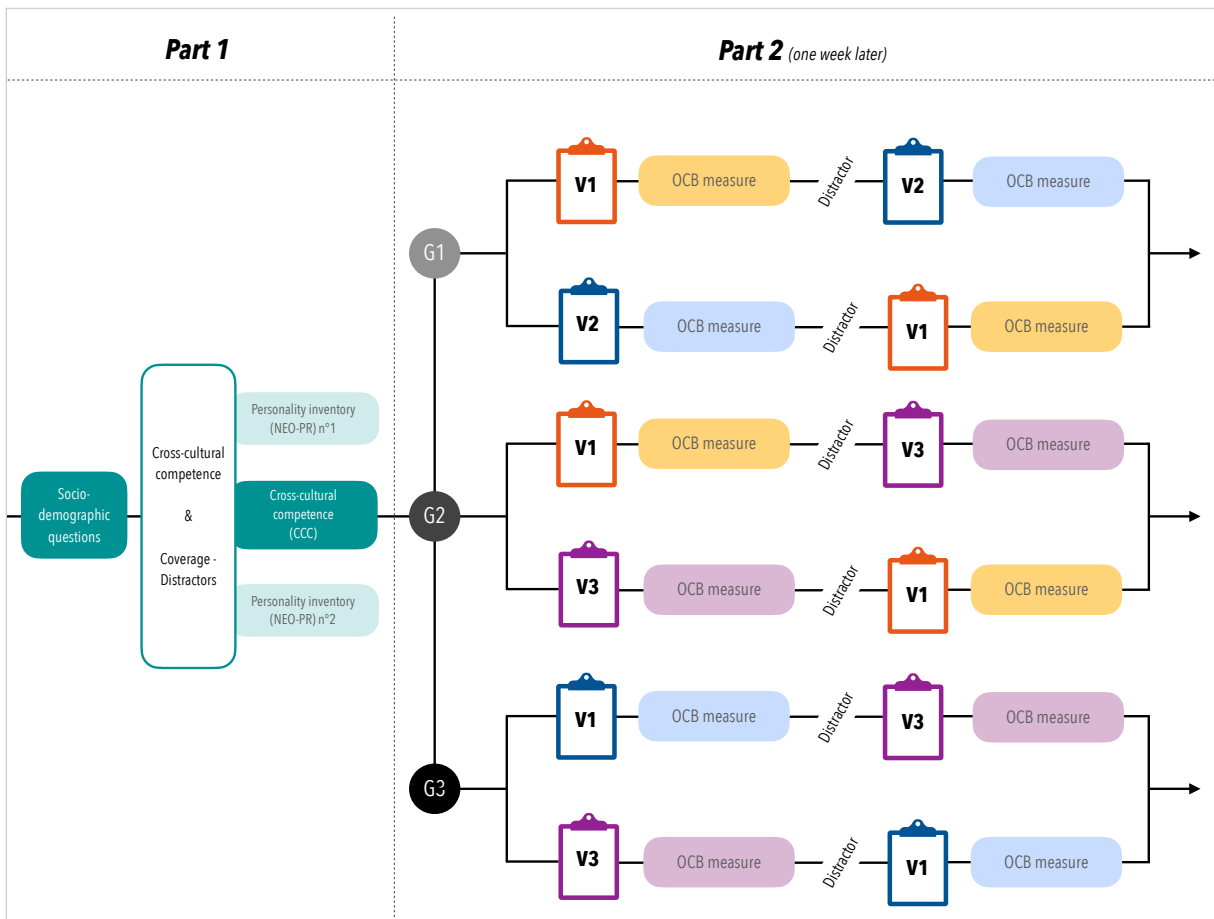 Part 1
Part 2 (one week later)
Socio-
demographic
questions
Cross-cultural
competence
&
Coverage -
Distractors
Personality inventory
(NEO-PR) n°1
Cross-cultural
competence
(CCC)
Personality inventory
(NEO-PR) n°2
G1
V1
OCB measure
Distractor
V2
OCB measure
V2
OCB measure
Distractor
V1
OCB measure
G2
V1
OCB measure
Distractor
V3
OCB measure
V3
OCB measure
Distractor
V1
OCB measure
G3
V1
OCB measure
Distractor
V3
OCB measure
V3
OCB measure
Distractor
V1
OCB measure